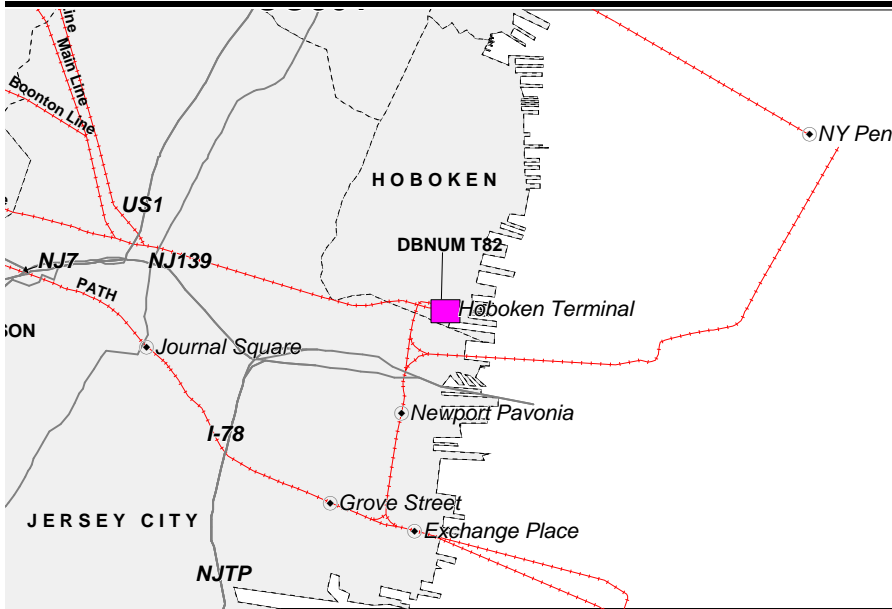 Line
Main Line
Boonton Line
NY Pen
HOBOKEN
US1
DBNUM T82
NJ7
NJ139
PATH
Hoboken Terminal
SON
Journal Square
Newport Pavonia
I-78
Grove Street
JERSEY CITY
Exchange Place
NJTP